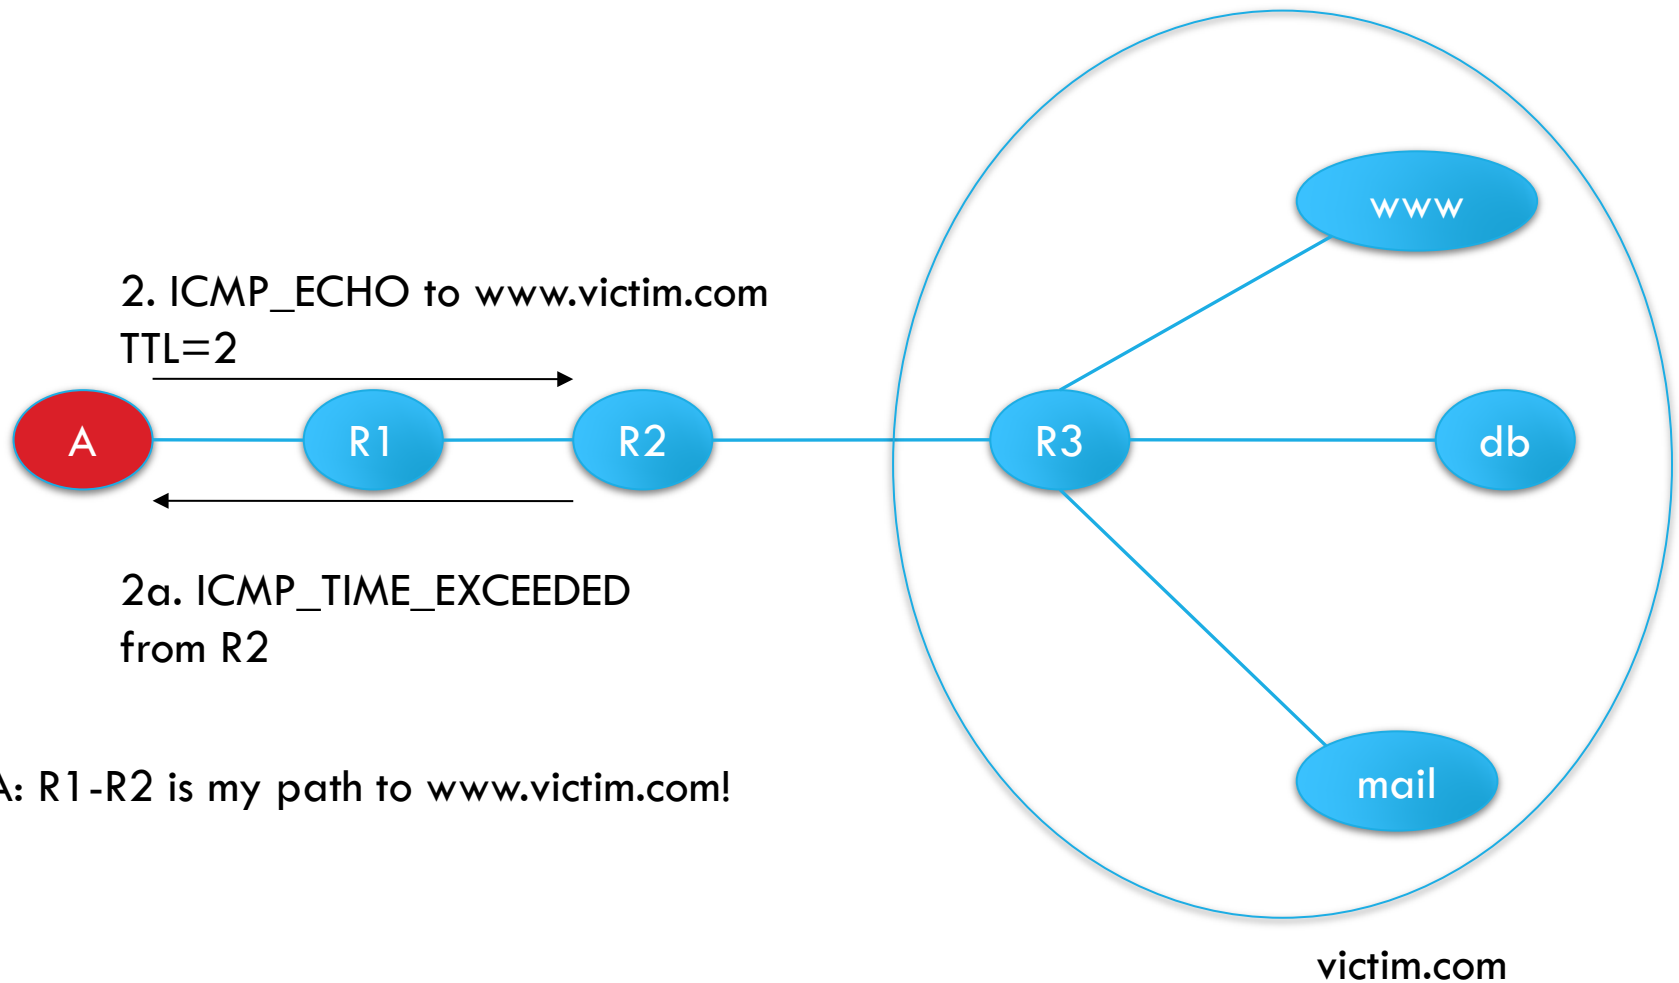 www
2. ICMP_ECHO to www.victim.com
TTL=2
A
R1
R2
R3
db
2a. ICMP_TIME_EXCEEDED
from R2
A: R1-R2 is my path to www.victim.com!
mail
victim.com